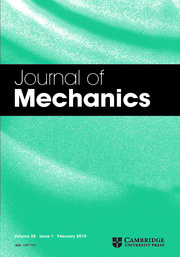 Journal of
Mechanics
Volume 35 Issue 1 February 2019
CAMBRIDGE
UNIVERSITY PRESS